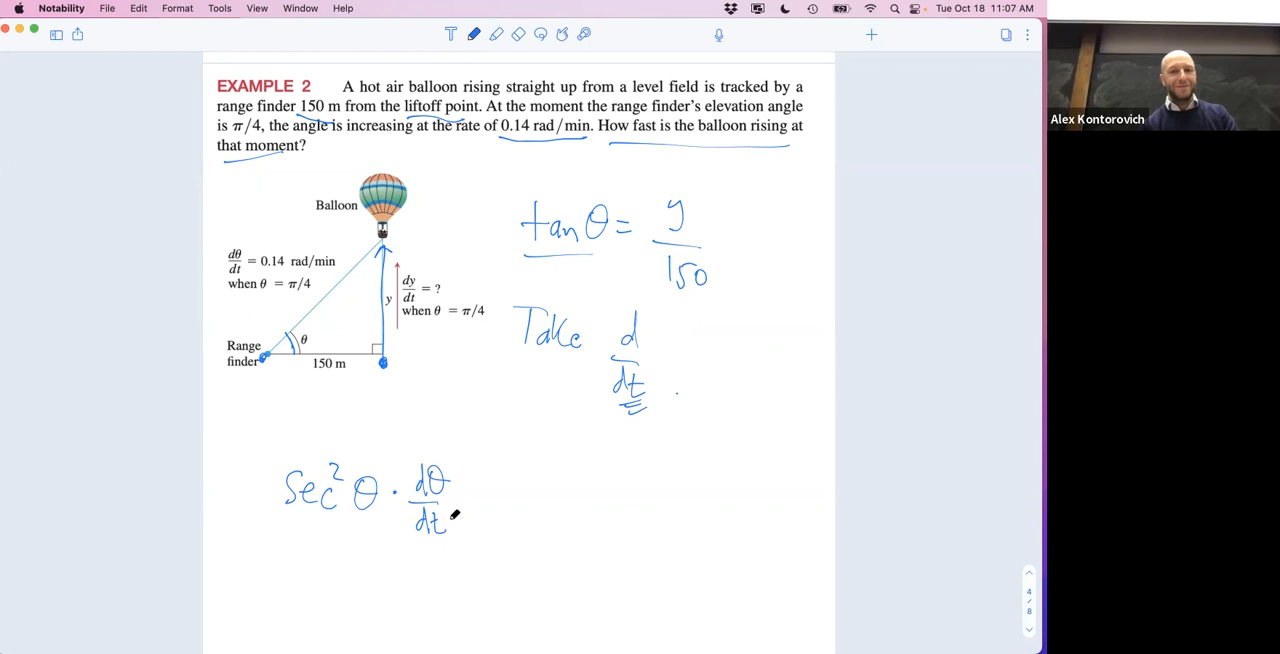 Notability File Edit Format Tools View Window Help Tue Oct 18 11:07 AM
EXAMPLE 2 A hot air balloon rising straight up from a level field is tracked by a
range finder 150 m from the liftoff point. At the moment the range finder's elevation angle
is π/4, the angle is increasing at the rate of 0.14 rad/min. How fast is the balloon rising at
that moment?
Alex Kontorovich
Balloon
dθ/dt = 0.14 rad/min
when θ = π/4
y
dy/dt = ?
when θ = π/4
Range
finder
θ
150 m
tan θ = y/150
Take d/dt
sec² θ · dθ/dt
4
/
8